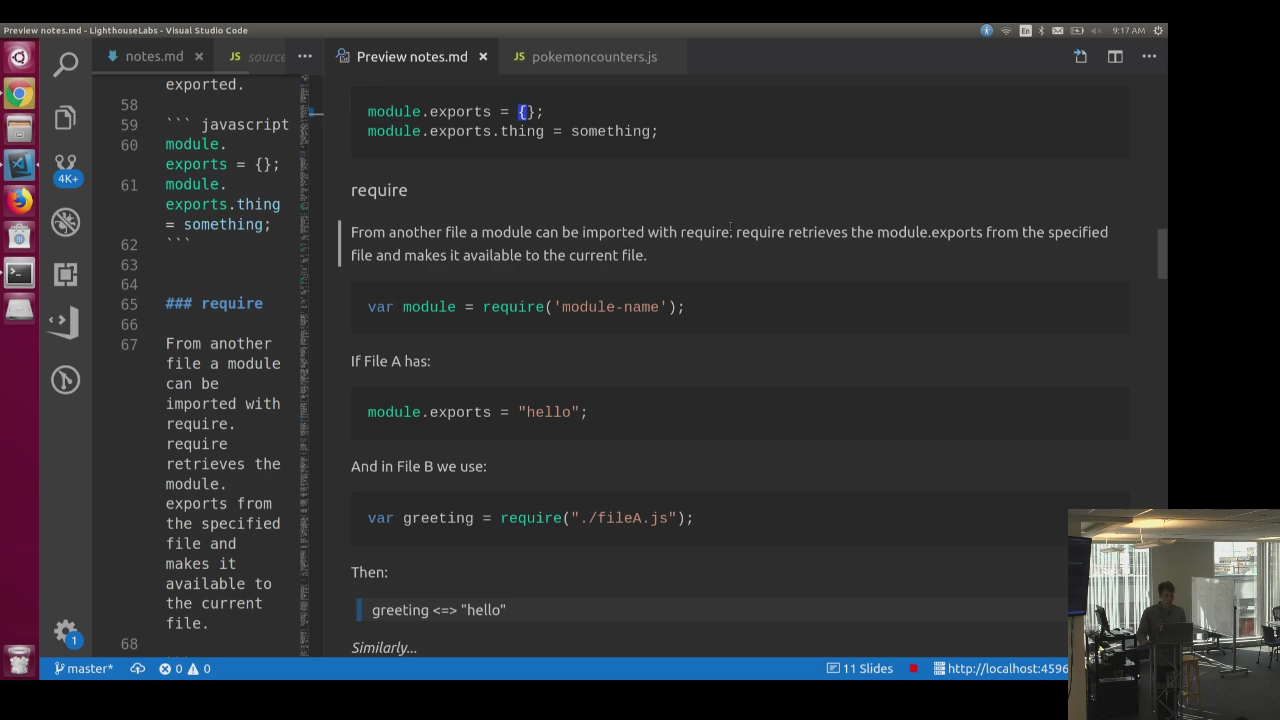 Preview notes.md - LighthouseLabs - Visual Studio Code
En
9:17 AM
notes.md
JS source
Preview notes.md
JS pokemoncounters.js
4K+
1
exported.
58
59 ``` javascript
60 module.
exports = {};
61 module.
exports.thing
= something;
62 ```
63
64
65 ### require
66
67 From another
file a module
can be
imported with
require.
require
retrieves the
module.
exports from
the specified
file and
makes it
available to
the current
file.
68
module.exports = {};
module.exports.thing = something;
require
From another file a module can be imported with require. require retrieves the module.exports from the specified
file and makes it available to the current file.
var module = require('module-name');
If File A has:
module.exports = "hello";
And in File B we use:
var greeting = require("./fileA.js");
Then:
greeting <=> "hello"
Similarly...
master*
0 0
11 Slides
http://localhost:4596